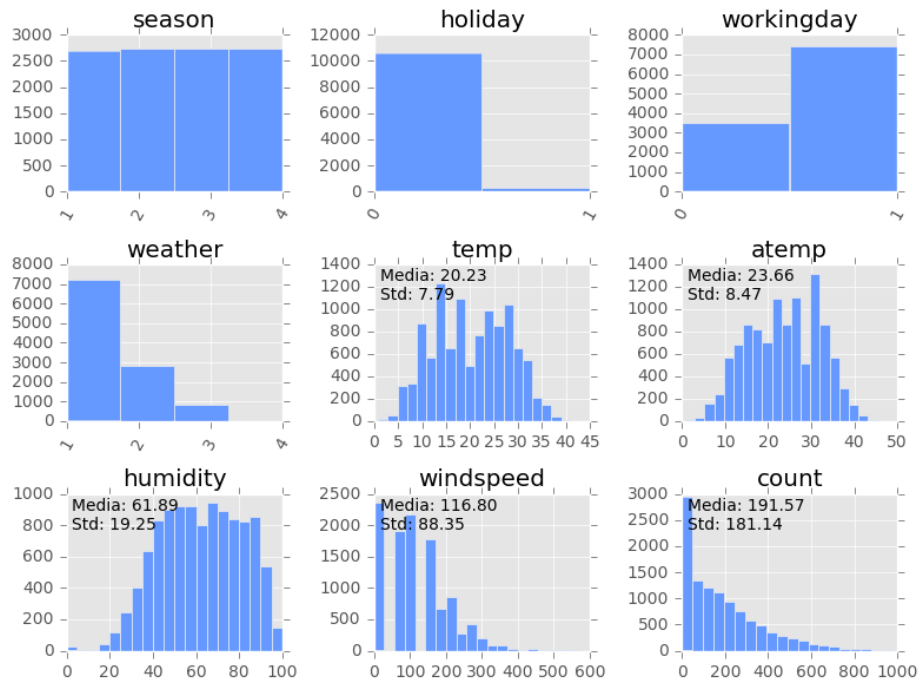 season
3000
2500
2000
1500
1000
500
0
1 2 3 4
holiday
12000
10000
8000
6000
4000
2000
0
0 1
workingday
8000
7000
6000
5000
4000
3000
2000
1000
0
0 1
weather
8000
7000
6000
5000
4000
3000
2000
1000
0
1 2 3 4
temp
Media: 20.23
Std: 7.79
1400
1200
1000
800
600
400
200
0
0 5 10 15 20 25 30 35 40 45
atemp
Media: 23.66
Std: 8.47
1400
1200
1000
800
600
400
200
0
0 10 20 30 40 50
humidity
Media: 61.89
Std: 19.25
1000
800
600
400
200
0
0 20 40 60 80 100
windspeed
Media: 116.80
Std: 88.35
2500
2000
1500
1000
500
0
0 100 200 300 400 500 600
count
Media: 191.57
Std: 181.14
3000
2500
2000
1500
1000
500
0
0 200 400 600 800 1000